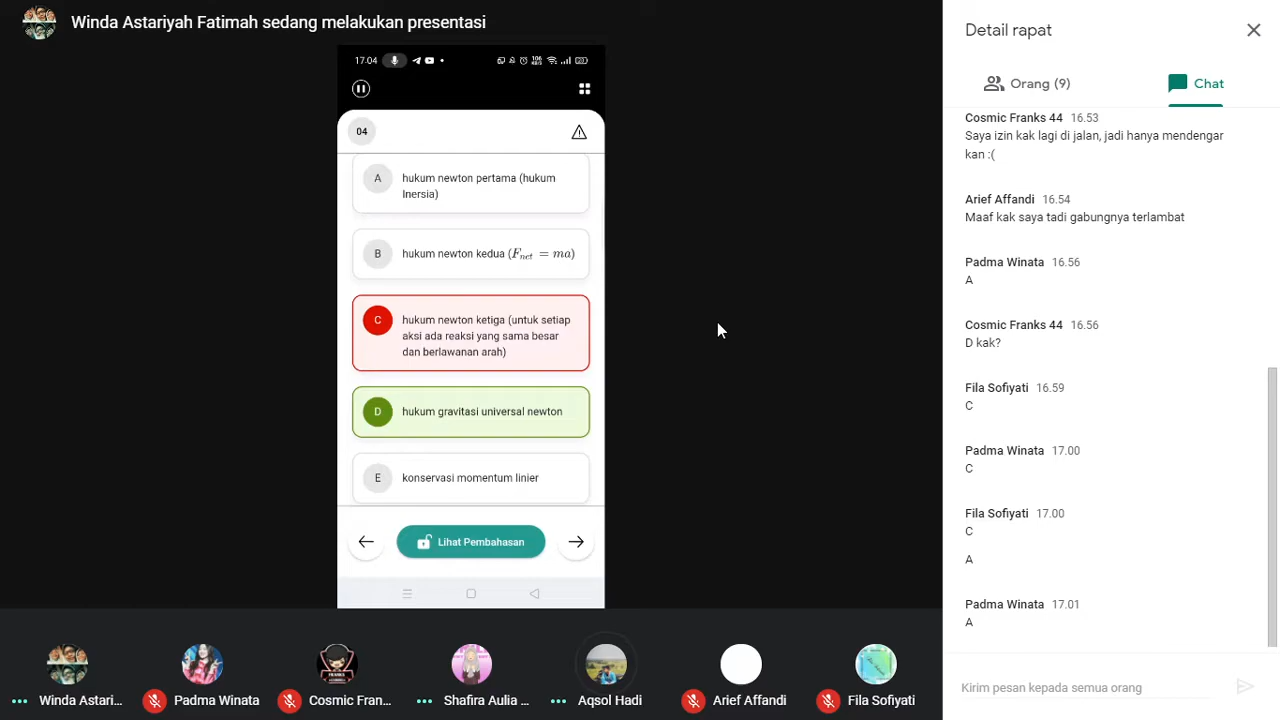 Winda Astariyah Fatimah sedang melakukan presentasi
17.04
04
A
hukum newton pertama (hukum
Inersia)
B
hukum newton kedua (F_net = ma)
C
hukum newton ketiga (untuk setiap
aksi ada reaksi yang sama besar
dan berlawanan arah)
D
hukum gravitasi universal newton
E
konservasi momentum linier
Lihat Pembahasan
Winda Astari...
Padma Winata
Cosmic Fran...
Shafira Aulia ...
Aqsol Hadi
Arief Affandi
Fila Sofiyati
Detail rapat
Orang (9)
Chat
Cosmic Franks 44 16.53
Saya izin kak lagi di jalan, jadi hanya mendengar
kan :(
Arief Affandi 16.54
Maaf kak saya tadi gabungnya terlambat
Padma Winata 16.56
A
Cosmic Franks 44 16.56
D kak?
Fila Sofiyati 16.59
C
Padma Winata 17.00
C
Fila Sofiyati 17.00
C
A
Padma Winata 17.01
A
Kirim pesan kepada semua orang